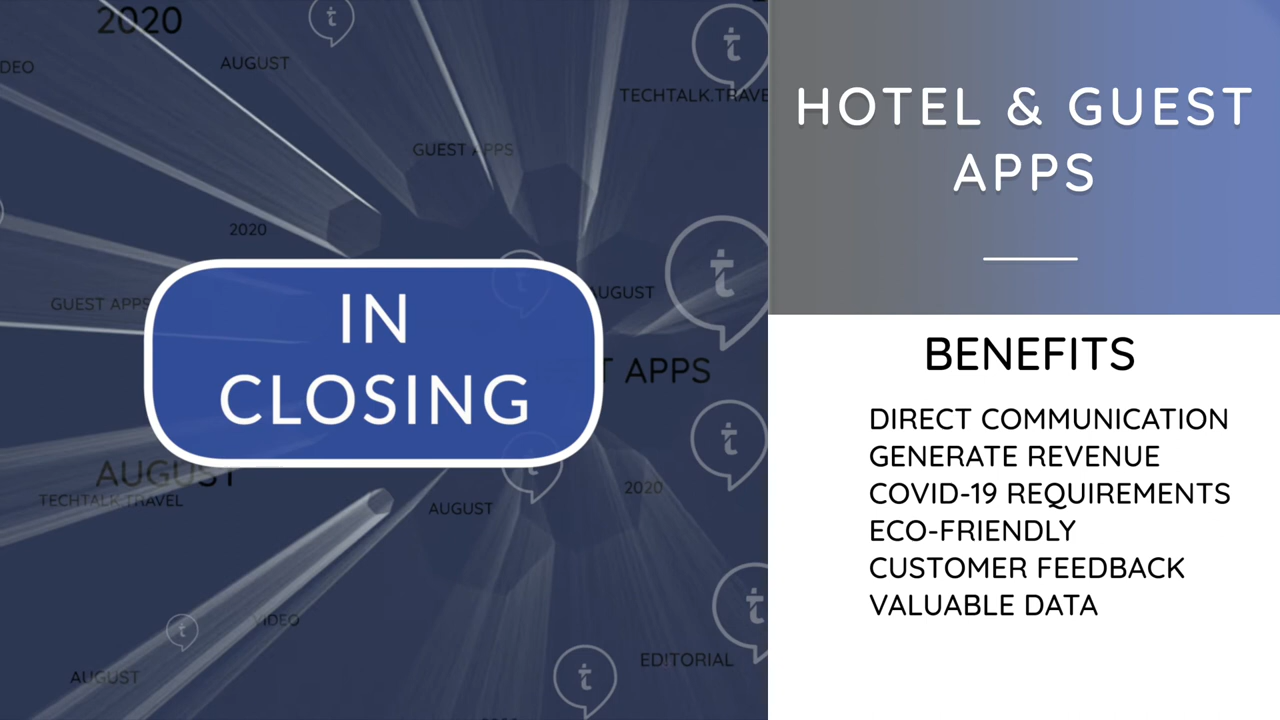 2020
DEO
AUGUST
TECHTALK.TRAVE
GUEST APPS
2020
GUEST APPS
AUGUST
IN
CLOSING
T APPS
AUGUST
TECHTALK.TRAVEL
2020
AUGUST
VIDEO
EDITORIAL
AUGUST
HOTEL & GUEST
APPS
BENEFITS
DIRECT COMMUNICATION
GENERATE REVENUE
COVID-19 REQUIREMENTS
ECO-FRIENDLY
CUSTOMER FEEDBACK
VALUABLE DATA